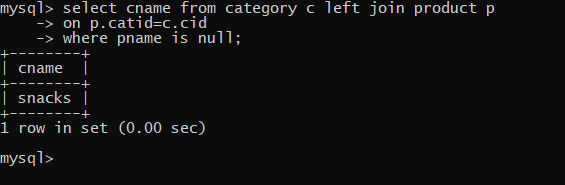 mysql> select cname from category c left join product p
    -> on p.catid=c.cid
    -> where pname is null;
+--------+
| cname  |
+--------+
| snacks |
+--------+
1 row in set (0.00 sec)
mysql>